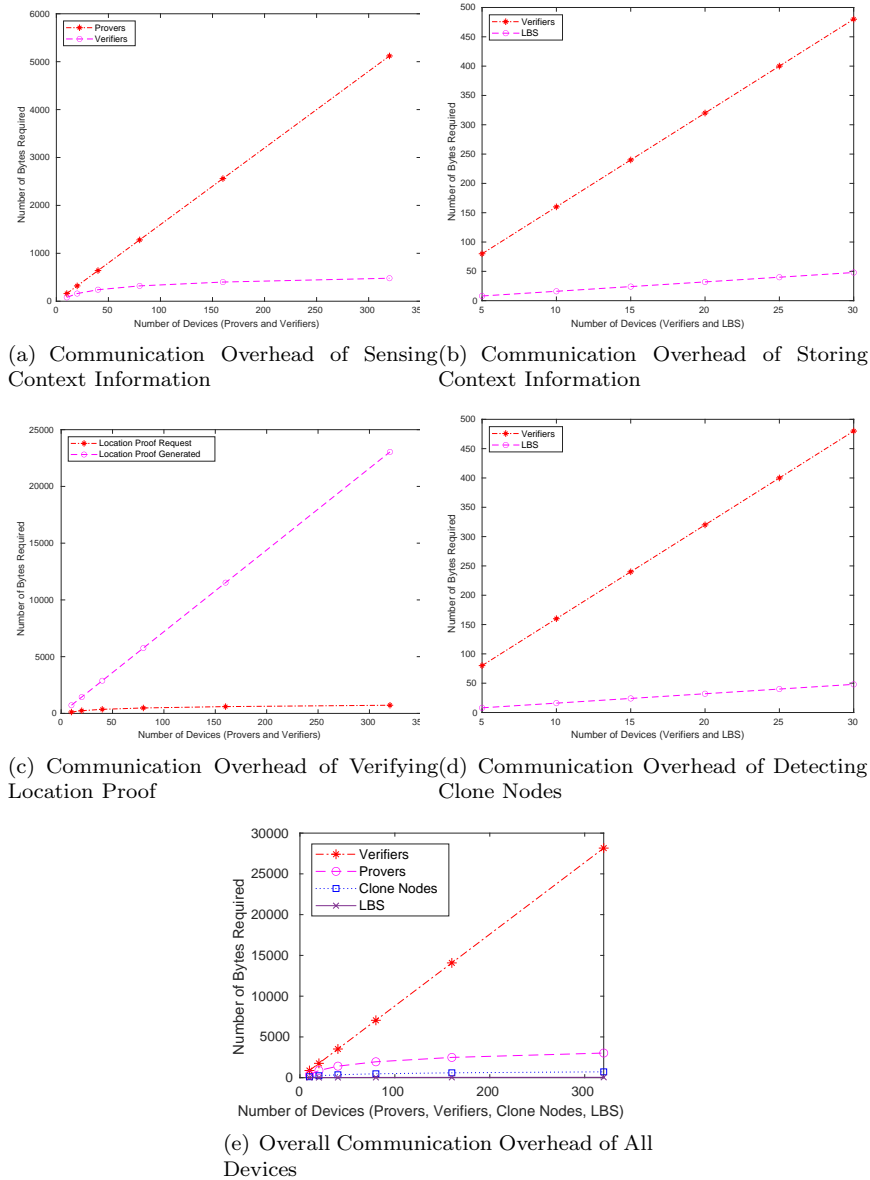 6000
5000
4000
3000
2000
1000
0
Number of Bytes Required
Provers
Verifiers
0 50 100 150 200 250 300 35
Number of Devices (Provers and Verifiers)
(a) Communication Overhead of Sensing
Context Information
500
450
400
350
300
250
200
150
100
50
0
Number of Bytes Required
Verifiers
LBS
5 10 15 20 25 30
Number of Devices (Verifiers and LBS)
(b) Communication Overhead of Storing
Context Information
25000
20000
15000
10000
5000
0
Number of Bytes Required
Location Proof Request
Location Proof Generated
0 50 100 150 200 250 300 35
Number of Devices (Provers and Verifiers)
(c) Communication Overhead of Verifying
Location Proof
500
450
400
350
300
250
200
150
100
50
0
Number of Bytes Required
Verifiers
LBS
5 10 15 20 25 30
Number of Devices (Verifiers and LBS)
(d) Communication Overhead of Detecting
Clone Nodes
30000
25000
20000
15000
10000
5000
0
Number of Bytes Required
Verifiers
Provers
Clone Nodes
LBS
0 100 200 300
Number of Devices (Provers, Verifiers, Clone Nodes, LBS)
(e) Overall Communication Overhead of All
Devices